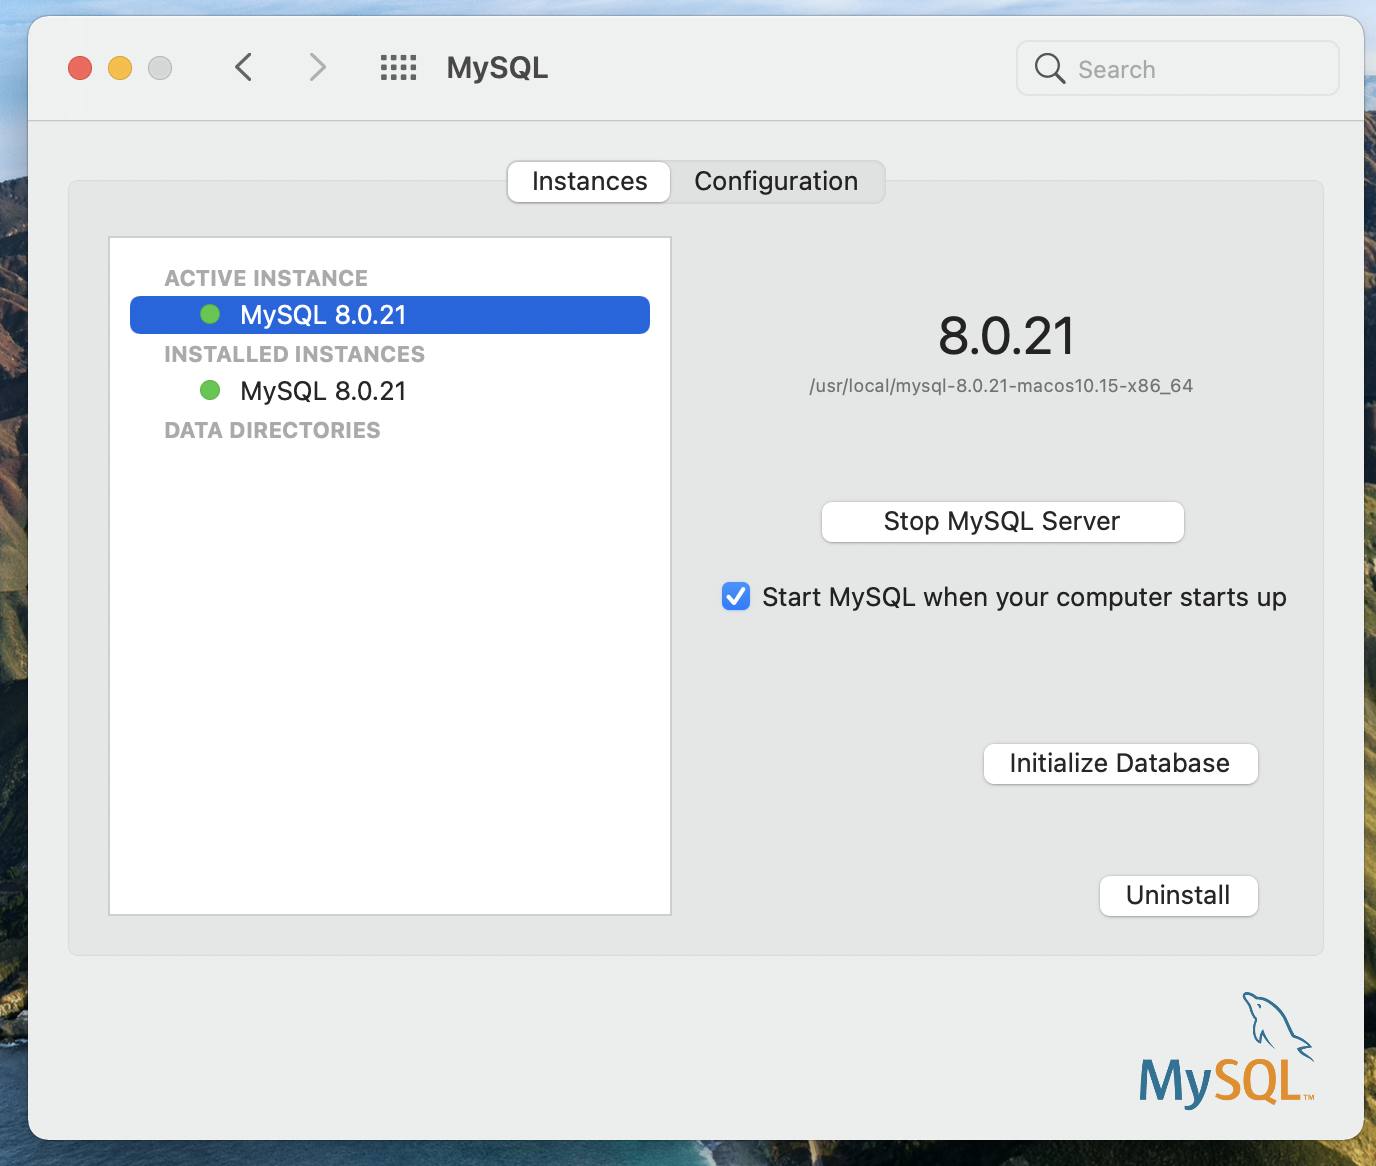 MySQL
Search
Instances
Configuration
ACTIVE INSTANCE
MySQL 8.0.21
INSTALLED INSTANCES
MySQL 8.0.21
DATA DIRECTORIES
8.0.21
/usr/local/mysql-8.0.21-macos10.15-x86_64
Stop MySQL Server
Start MySQL when your computer starts up
Initialize Database
Uninstall
MySQL™